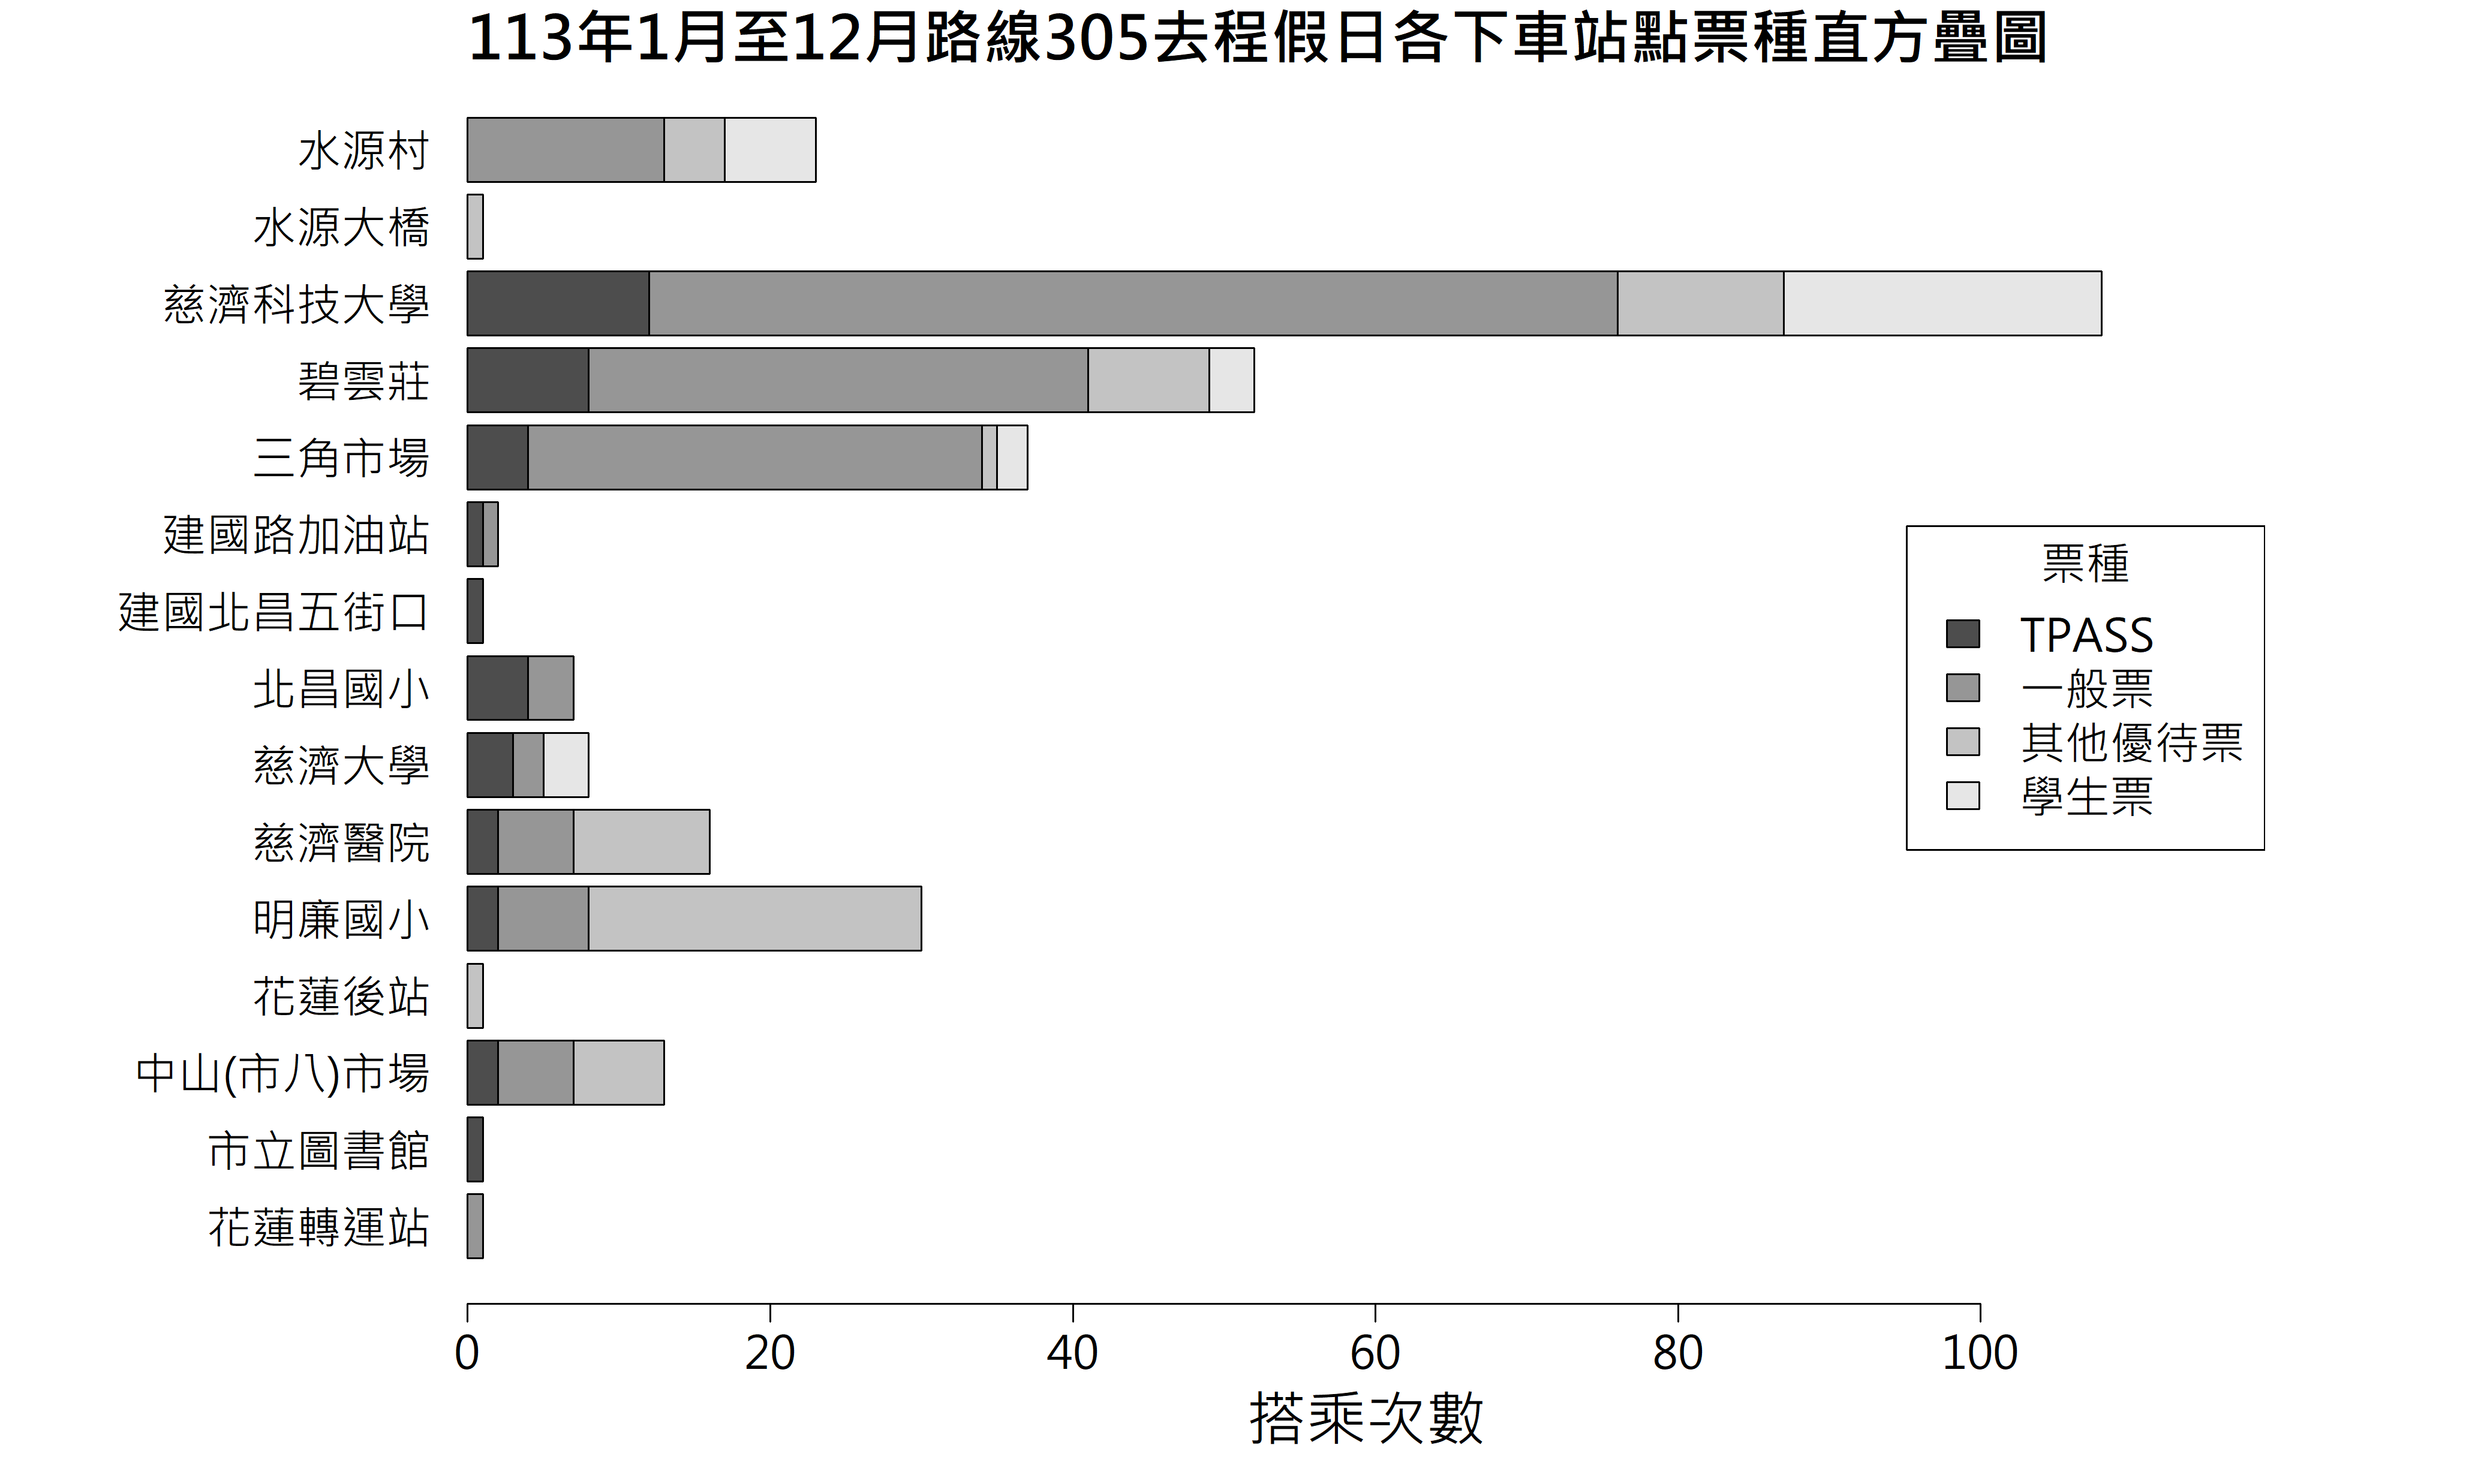 113年1月至12月路線305去程假日各下車站點票種直方疊圖
水源村
水源大橋
慈濟科技大學
碧雲莊
三角市場
建國路加油站
建國北昌五街口
北昌國小
慈濟大學
慈濟醫院
明廉國小
花蓮後站
中山(市八)市場
市立圖書館
花蓮轉運站
票種
TPASS
一般票
其他優待票
學生票
0 20 40 60 80 100
搭乘次數